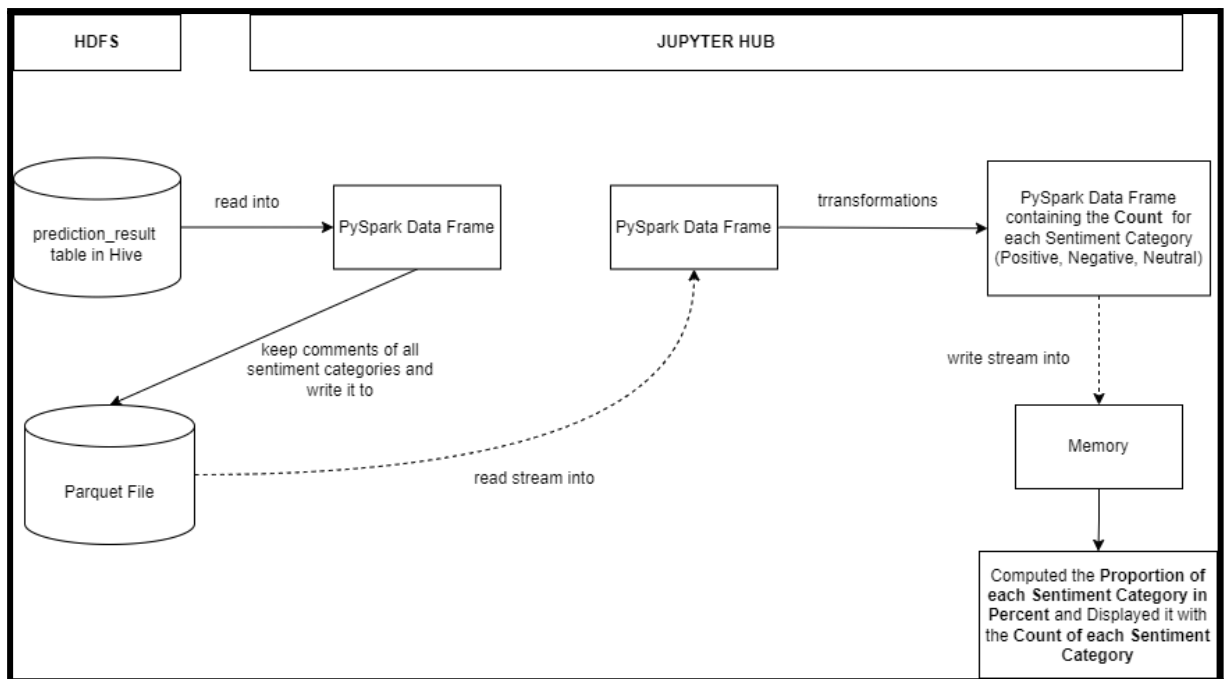 HDFS
JUPYTER HUB
prediction_result
table in Hive
read into
PySpark Data Frame
PySpark Data Frame
trransformations
PySpark Data Frame
containing the Count for
each Sentiment Category
(Positive, Negative, Neutral)
keep comments of all
sentiment categories and
write it to
write stream into
Parquet File
read stream into
Memory
Computed the Proportion of
each Sentiment Category in
Percent and Displayed it with
the Count of each Sentiment
Category